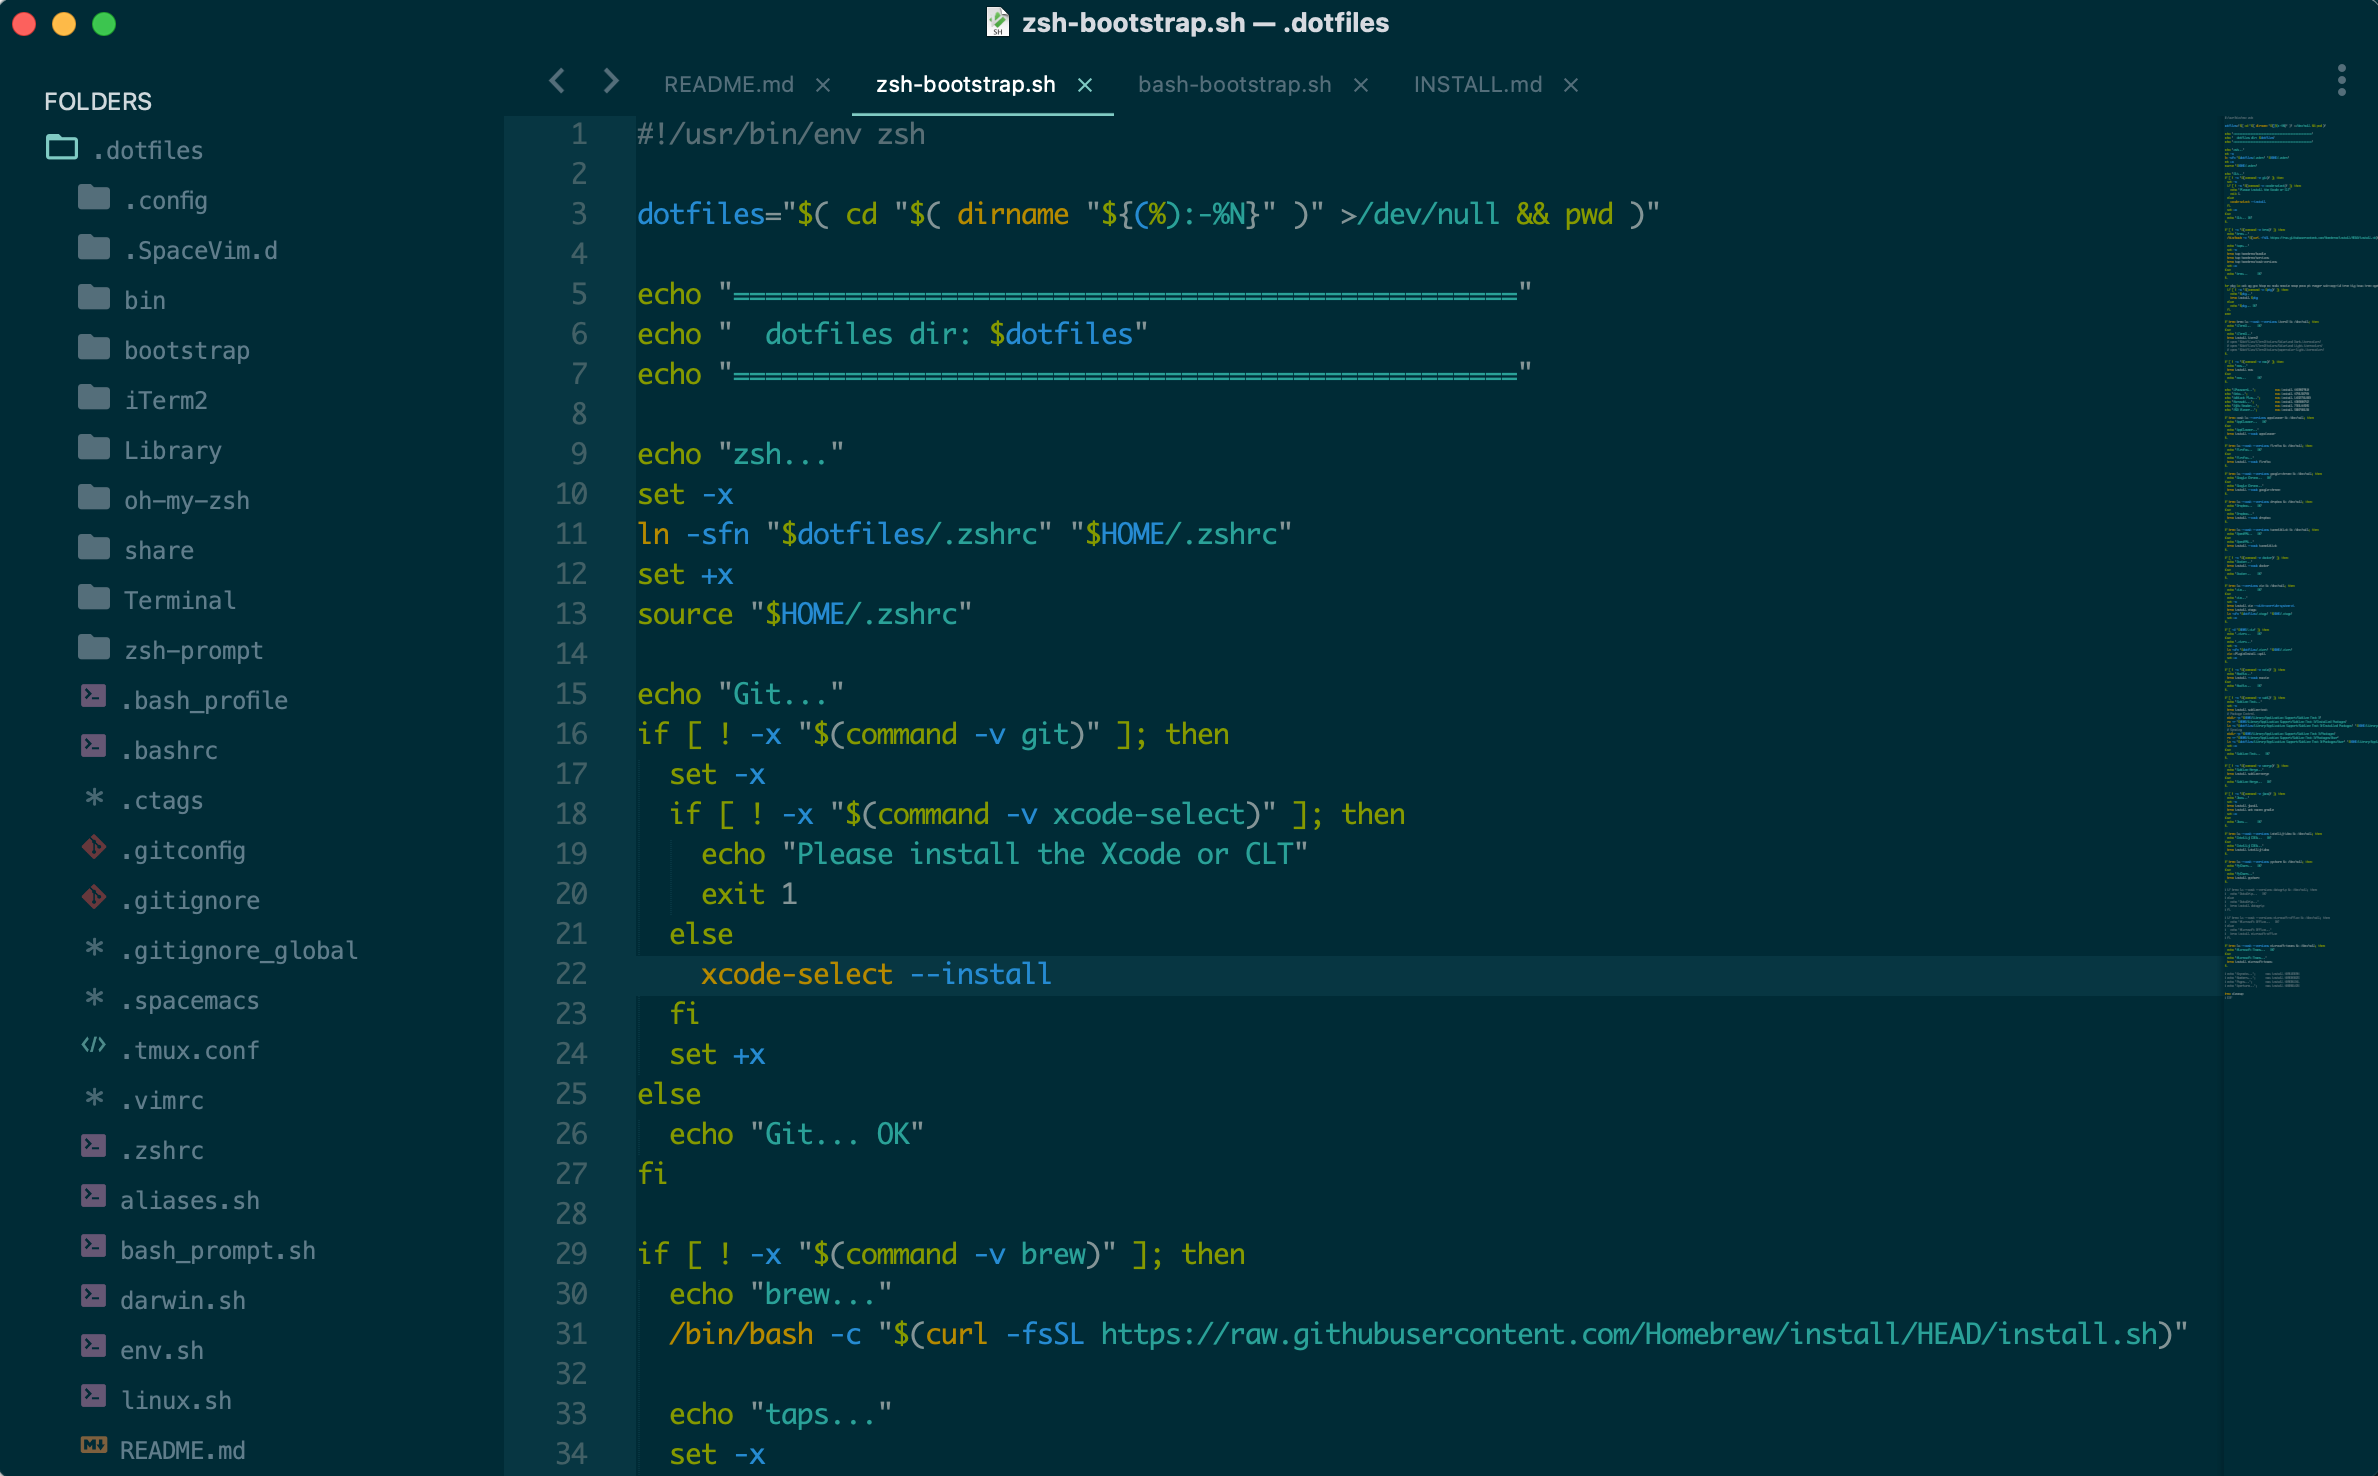 zsh-bootstrap.sh — .dotfiles
README.md
zsh-bootstrap.sh
bash-bootstrap.sh
INSTALL.md
FOLDERS
.dotfiles
.config
.SpaceVim.d
bin
bootstrap
iTerm2
Library
oh-my-zsh
share
Terminal
zsh-prompt
.bash_profile
.bashrc
.ctags
.gitconfig
.gitignore
.gitignore_global
.spacemacs
.tmux.conf
.vimrc
.zshrc
aliases.sh
bash_prompt.sh
darwin.sh
env.sh
linux.sh
README.md
1 #!/usr/bin/env zsh
2
3 dotfiles="$( cd "$( dirname "${(%):-%N}" )" >/dev/null && pwd )"
4
5 echo "================================================="
6 echo "  dotfiles dir: $dotfiles"
7 echo "================================================="
8
9 echo "zsh..."
10 set -x
11 ln -sfn "$dotfiles/.zshrc" "$HOME/.zshrc"
12 set +x
13 source "$HOME/.zshrc"
14
15 echo "Git..."
16 if [ ! -x "$(command -v git)" ]; then
17   set -x
18   if [ ! -x "$(command -v xcode-select)" ]; then
19     echo "Please install the Xcode or CLT"
20     exit 1
21   else
22     xcode-select --install
23   fi
24   set +x
25 else
26   echo "Git... OK"
27 fi
28
29 if [ ! -x "$(command -v brew)" ]; then
30   echo "brew..."
31   /bin/bash -c "$(curl -fsSL https://raw.githubusercontent.com/Homebrew/install/HEAD/install.sh)"
32
33   echo "taps..."
34   set -x